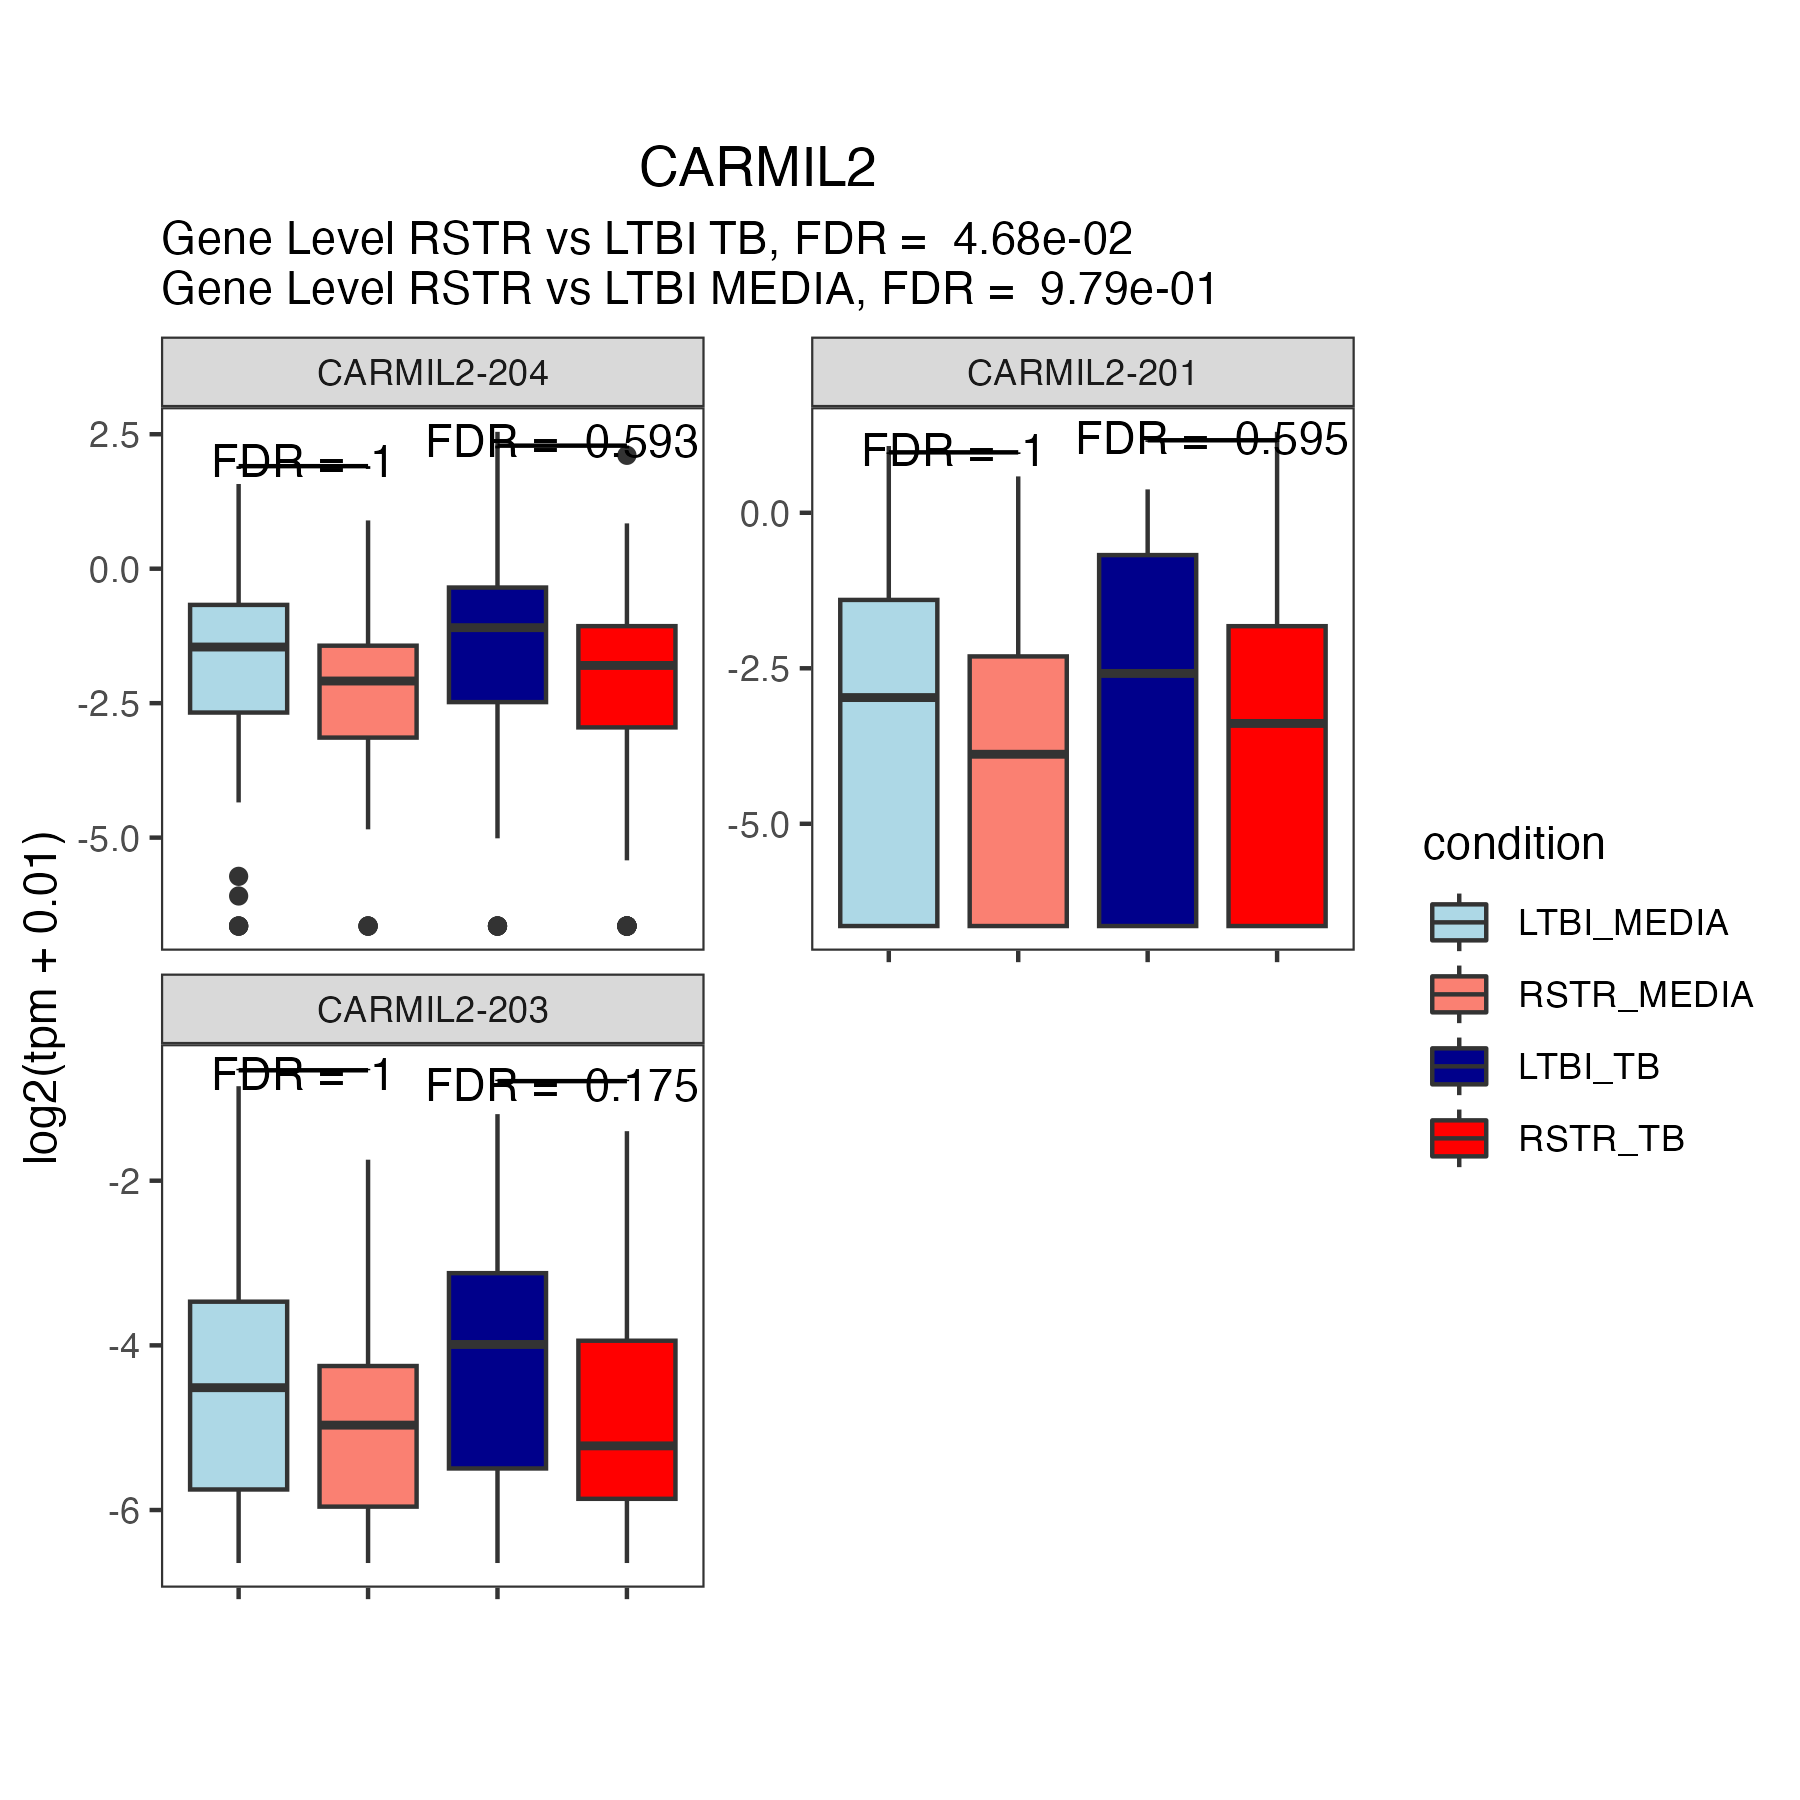 CARMIL2
Gene Level RSTR vs LTBI TB, FDR = 4.68e-02
Gene Level RSTR vs LTBI MEDIA, FDR = 9.79e-01
CARMIL2-204
FDR = 1
FDR = 0.593
2.5
0.0
-2.5
-5.0
CARMIL2-201
FDR = 1
FDR = 0.595
0.0
-2.5
-5.0
CARMIL2-203
FDR = 1
FDR = 0.175
-2
-4
-6
log2(tpm + 0.01)
condition
LTBI_MEDIA
RSTR_MEDIA
LTBI_TB
RSTR_TB